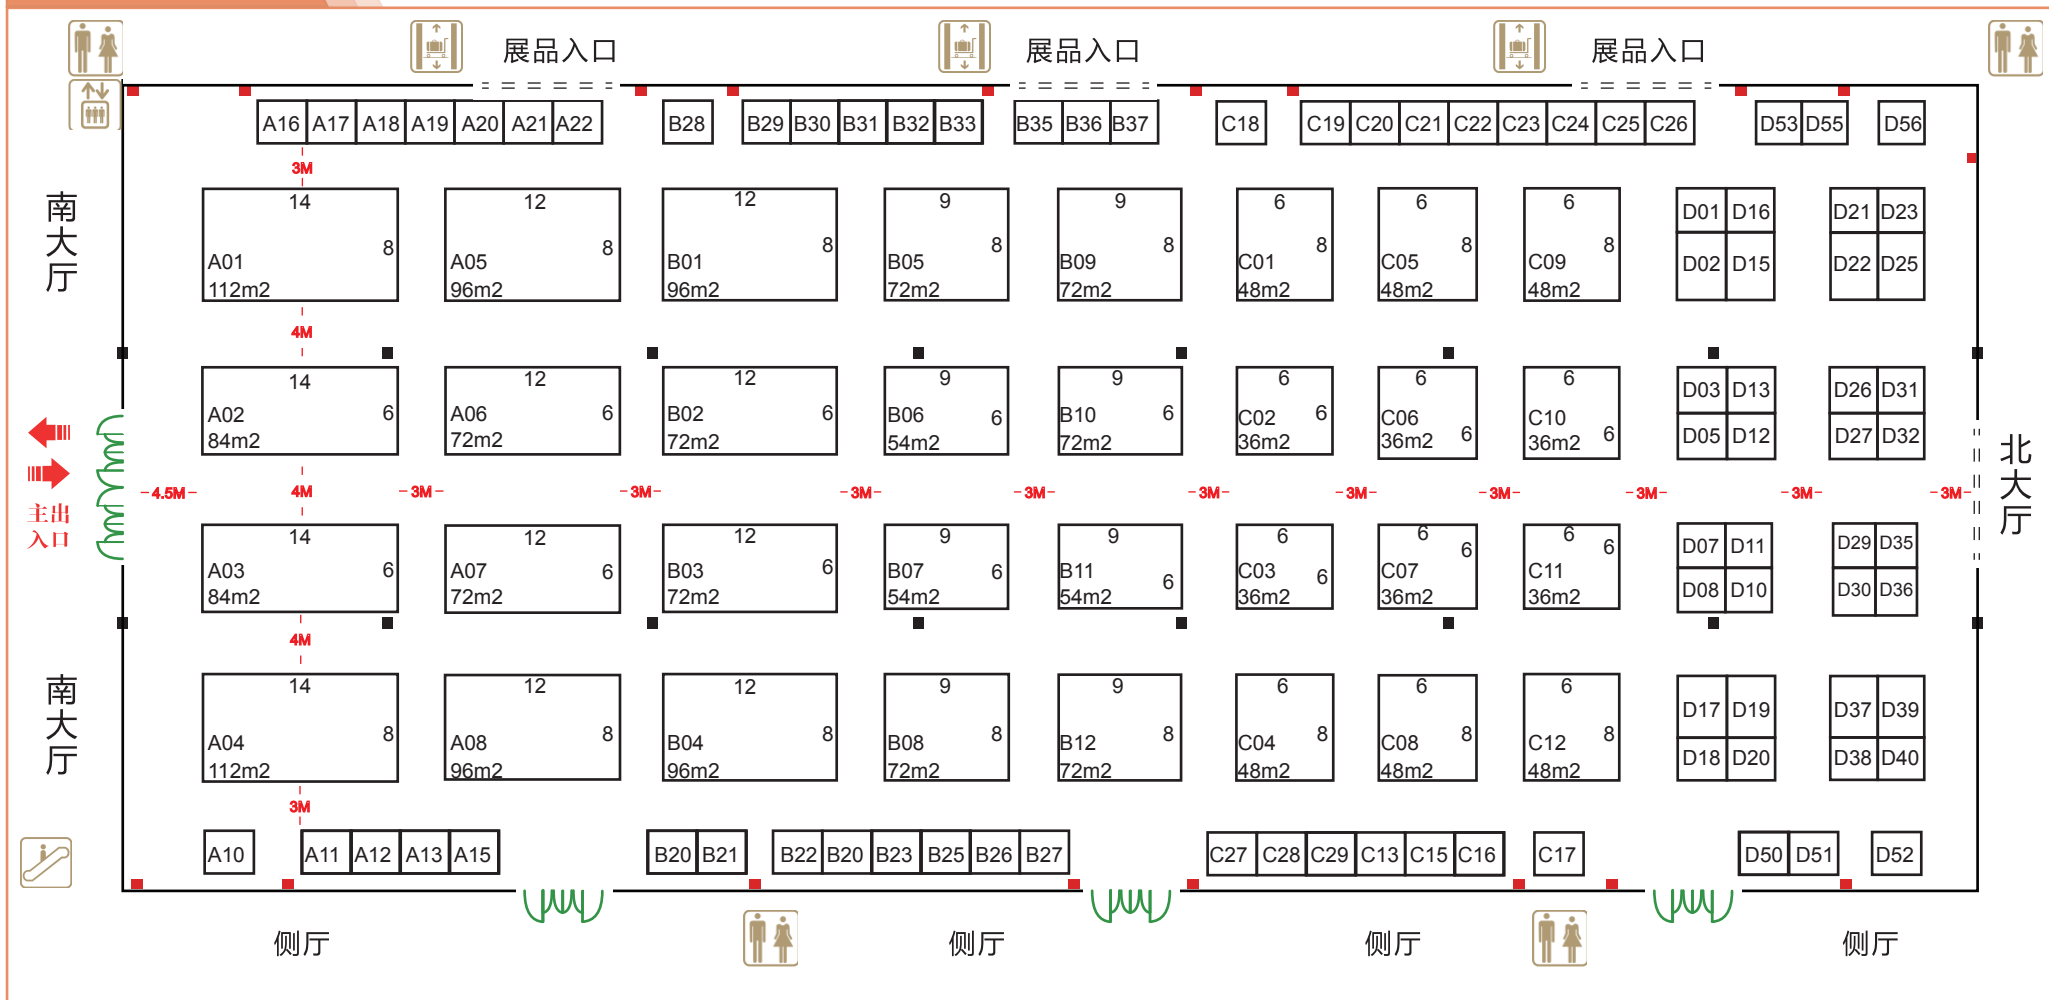 展品入口 展品入口 展品入口
A16 A17 A18 A19 A20 A21 A22 B28 B29 B30 B31 B32 B33 B35 B36 B37 C18 C19 C20 C21 C22 C23 C24 C25 C26 D53 D55 D56
3M
南大厅
14 12 12 9 9 6 6 6
D01 D16 D21 D23
8 8 8 8 8 8 8 8
A01 A05 B01 B05 B09 C01 C05 C09 D02 D15 D22 D25
112m2 96m2 96m2 72m2 72m2 48m2 48m2 48m2
4M
14 12 12 9 9 6 6 6
D03 D13 D26 D31
6 6 6 6 6 6 6 6
A02 A06 B02 B06 B10 C02 C06 C10 D05 D12 D27 D32
84m2 72m2 72m2 54m2 72m2 36m2 36m2 36m2
主出
入口
北大厅
4.5M 4M 3M 3M 3M 3M 3M 3M 3M 3M 3M 3M
14 12 12 9 9 6 6 6
D07 D11 D29 D35
6 6 6 6 6 6 6 6
A03 A07 B03 B07 B11 C03 C07 C11 D08 D10 D30 D36
84m2 72m2 72m2 54m2 54m2 36m2 36m2 36m2
4M
南大厅
14 12 12 9 9 6 6 6
D17 D19 D37 D39
8 8 8 8 8 8 8 8
A04 A08 B04 B08 B12 C04 C08 C12 D18 D20 D38 D40
112m2 96m2 96m2 72m2 72m2 48m2 48m2 48m2
3M
A10 A11 A12 A13 A15 B20 B21 B22 B20 B23 B25 B26 B27 C27 C28 C29 C13 C15 C16 C17 D50 D51 D52
侧厅 侧厅 侧厅 侧厅